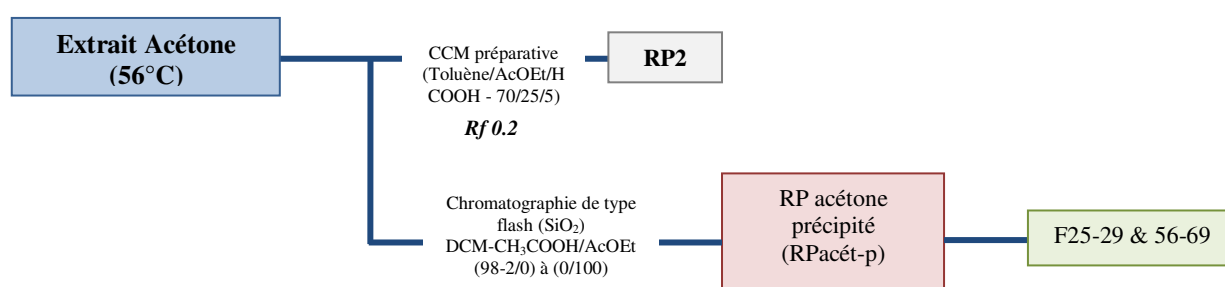 Extrait Acétone
(56°C)
CCM préparative
(Toluène/AcOEt/H
COOH - 70/25/5)
Rf 0.2
RP2
Chromatographie de type
flash (SiO₂)
DCM-CH₃COOH/AcOEt
(98-2/0) à (0/100)
RP acétone
précipité
(RPacét-p)
F25-29 & 56-69